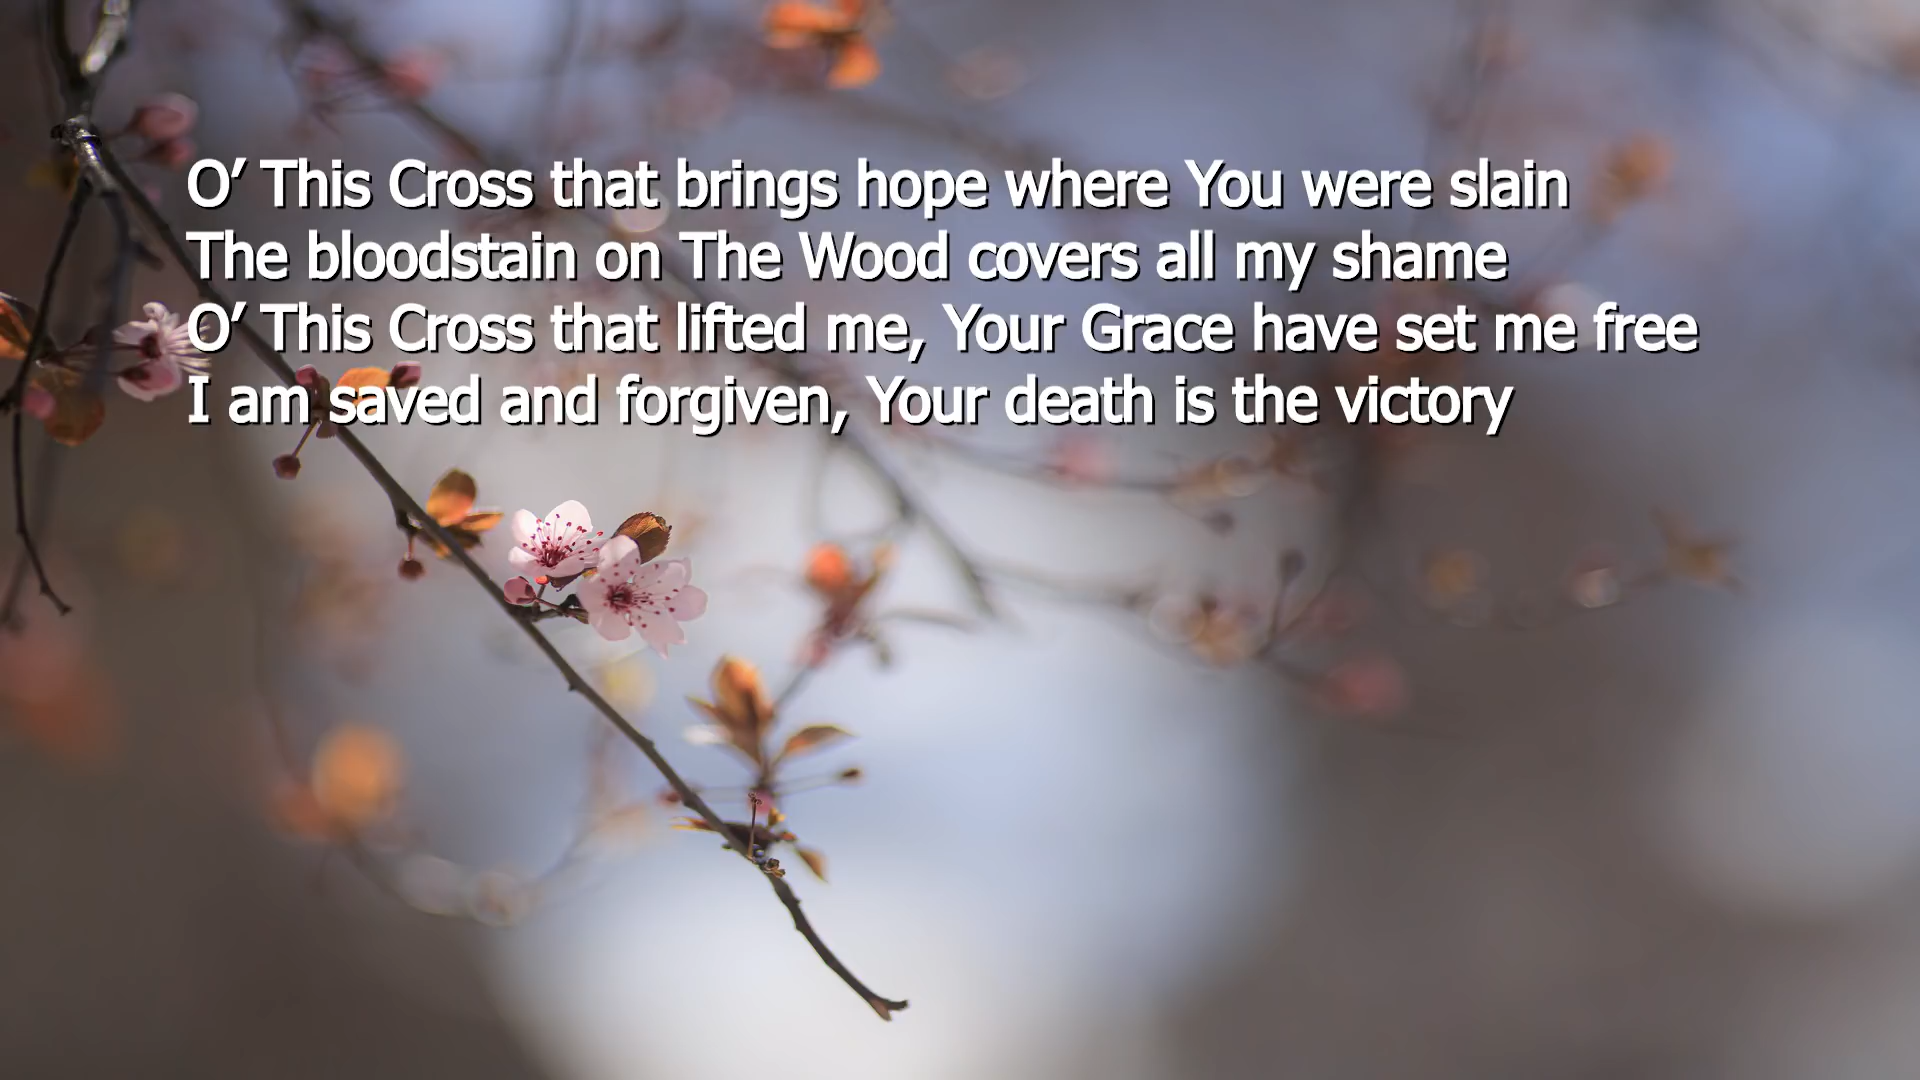 O’ This Cross that brings hope where You were slain
The bloodstain on The Wood covers all my shame
O’ This Cross that lifted me, Your Grace have set me free
I am saved and forgiven, Your death is the victory